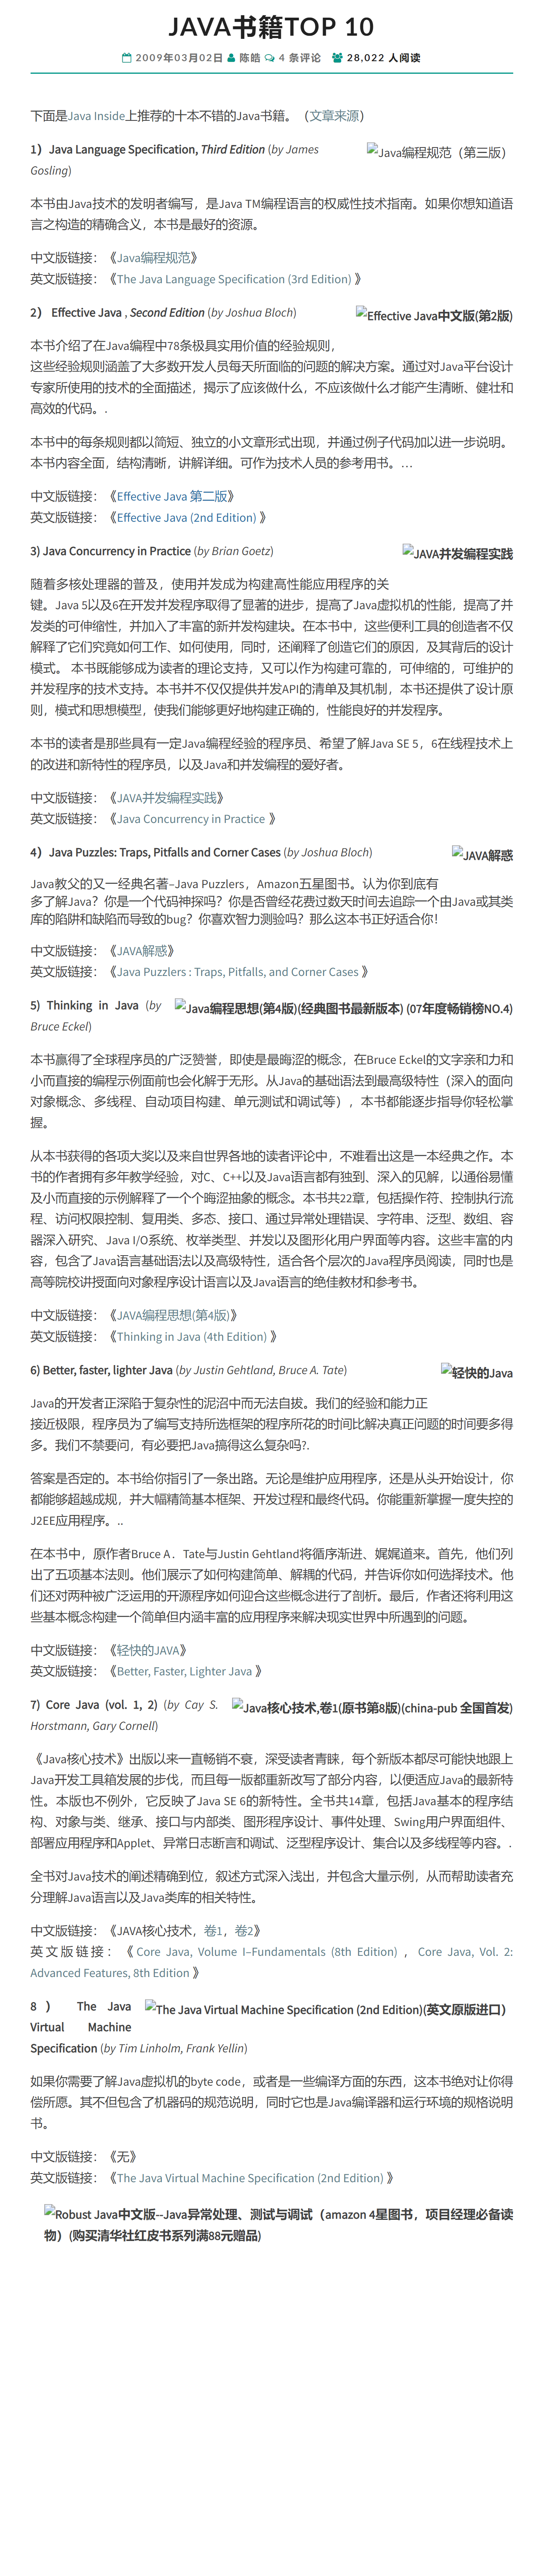 JAVA书籍TOP 10
2009年03月02日 陈皓 4 条评论 28,022 人阅读
下面是Java Inside上推荐的十本不错的Java书籍。（文章来源）
1）Java Language Specification, Third Edition (by James
Java编程规范（第三版）
Gosling)
本书由Java技术的发明者编写，是Java TM编程语言的权威性技术指南。如果你想知道语
言之构造的精确含义，本书是最好的资源。
中文版链接：《Java编程规范》
英文版链接：《The Java Language Specification (3rd Edition) 》
2） Effective Java , Second Edition (by Joshua Bloch)
Effective Java中文版(第2版)
本书介绍了在Java编程中78条极具实用价值的经验规则，
这些经验规则涵盖了大多数开发人员每天所面临的问题的解决方案。通过对Java平台设计
专家所使用的技术的全面描述，揭示了应该做什么，不应该做什么才能产生清晰、健壮和
高效的代码。.
本书中的每条规则都以简短、独立的小文章形式出现，并通过例子代码加以进一步说明。
本书内容全面，结构清晰，讲解详细。可作为技术人员的参考用书。…
中文版链接：《Effective Java 第二版》
英文版链接：《Effective Java (2nd Edition) 》
3) Java Concurrency in Practice (by Brian Goetz)
JAVA并发编程实践
随着多核处理器的普及，使用并发成为构建高性能应用程序的关
键。Java 5以及6在开发并发程序取得了显著的进步，提高了Java虚拟机的性能，提高了并
发类的可伸缩性，并加入了丰富的新并发构建块。在本书中，这些便利工具的创造者不仅
解释了它们究竟如何工作、如何使用，同时，还阐释了创造它们的原因，及其背后的设计
模式。 本书既能够成为读者的理论支持，又可以作为构建可靠的，可伸缩的，可维护的
并发程序的技术支持。本书并不仅仅提供并发API的清单及其机制，本书还提供了设计原
则，模式和思想模型，使我们能够更好地构建正确的，性能良好的并发程序。
本书的读者是那些具有一定Java编程经验的程序员、希望了解Java SE 5，6在线程技术上
的改进和新特性的程序员，以及Java和并发编程的爱好者。
中文版链接：《JAVA并发编程实践》
英文版链接：《Java Concurrency in Practice 》
4）Java Puzzles: Traps, Pitfalls and Corner Cases (by Joshua Bloch)
JAVA解惑
Java教父的又一经典名著–Java Puzzlers，Amazon五星图书。认为你到底有
多了解Java？你是一个代码神探吗？你是否曾经花费过数天时间去追踪一个由Java或其类
库的陷阱和缺陷而导致的bug？你喜欢智力测验吗？那么这本书正好适合你！
中文版链接：《JAVA解惑》
英文版链接：《Java Puzzlers : Traps, Pitfalls, and Corner Cases 》
5) Thinking in Java (by
Java编程思想(第4版)(经典图书最新版本) (07年度畅销榜NO.4)
Bruce Eckel)
本书赢得了全球程序员的广泛赞誉，即使是最晦涩的概念，在Bruce Eckel的文字亲和力和
小而直接的编程示例面前也会化解于无形。从Java的基础语法到最高级特性（深入的面向
对象概念、多线程、自动项目构建、单元测试和调试等），本书都能逐步指导你轻松掌
握。
从本书获得的各项大奖以及来自世界各地的读者评论中，不难看出这是一本经典之作。本
书的作者拥有多年教学经验，对C、C++以及Java语言都有独到、深入的见解，以通俗易懂
及小而直接的示例解释了一个个晦涩抽象的概念。本书共22章，包括操作符、控制执行流
程、访问权限控制、复用类、多态、接口、通过异常处理错误、字符串、泛型、数组、容
器深入研究、Java I/O系统、枚举类型、并发以及图形化用户界面等内容。这些丰富的内
容，包含了Java语言基础语法以及高级特性，适合各个层次的Java程序员阅读，同时也是
高等院校讲授面向对象程序设计语言以及Java语言的绝佳教材和参考书。
中文版链接：《JAVA编程思想(第4版)》
英文版链接：《Thinking in Java (4th Edition) 》
6) Better, faster, lighter Java (by Justin Gehtland, Bruce A. Tate)
轻快的Java
Java的开发者正深陷于复杂性的泥沼中而无法自拔。我们的经验和能力正
接近极限，程序员为了编写支持所选框架的程序所花的时间比解决真正问题的时间要多得
多。我们不禁要问，有必要把Java搞得这么复杂吗?.
答案是否定的。本书给你指引了一条出路。无论是维护应用程序，还是从头开始设计，你
都能够超越成规，并大幅精简基本框架、开发过程和最终代码。你能重新掌握一度失控的
J2EE应用程序。..
在本书中，原作者Bruce A．Tate与Justin Gehtland将循序渐进、娓娓道来。首先，他们列
出了五项基本法则。他们展示了如何构建简单、解耦的代码，并告诉你如何选择技术。他
们还对两种被广泛运用的开源程序如何迎合这些概念进行了剖析。最后，作者还将利用这
些基本概念构建一个简单但内涵丰富的应用程序来解决现实世界中所遇到的问题。
中文版链接：《轻快的JAVA》
英文版链接：《Better, Faster, Lighter Java 》
7) Core Java (vol. 1, 2) (by Cay S.
Java核心技术,卷1(原书第8版)(china-pub 全国首发)
Horstmann, Gary Cornell)
《Java核心技术》出版以来一直畅销不衰，深受读者青睐，每个新版本都尽可能快地跟上
Java开发工具箱发展的步伐，而且每一版都重新改写了部分内容，以便适应Java的最新特
性。本版也不例外，它反映了Java SE 6的新特性。全书共14章，包括Java基本的程序结
构、对象与类、继承、接口与内部类、图形程序设计、事件处理、Swing用户界面组件、
部署应用程序和Applet、异常日志断言和调试、泛型程序设计、集合以及多线程等内容。.
全书对Java技术的阐述精确到位，叙述方式深入浅出，并包含大量示例，从而帮助读者充
分理解Java语言以及Java类库的相关特性。
中文版链接：《JAVA核心技术，卷1，卷2》
英文版链接：《Core Java, Volume I–Fundamentals (8th Edition) ，Core Java, Vol. 2:
Advanced Features, 8th Edition 》
8） The Java
The Java Virtual Machine Specification (2nd Edition)(英文原版进口）
Virtual Machine
Specification (by Tim Linholm, Frank Yellin)
如果你需要了解Java虚拟机的byte code，或者是一些编译方面的东西，这本书绝对让你得
偿所愿。其不但包含了机器码的规范说明，同时它也是Java编译器和运行环境的规格说明
书。
中文版链接：《无》
英文版链接：《The Java Virtual Machine Specification (2nd Edition) 》
Robust Java中文版--Java异常处理、测试与调试（amazon 4星图书，项目经理必备读
物）(购买清华社红皮书系列满88元赠品)